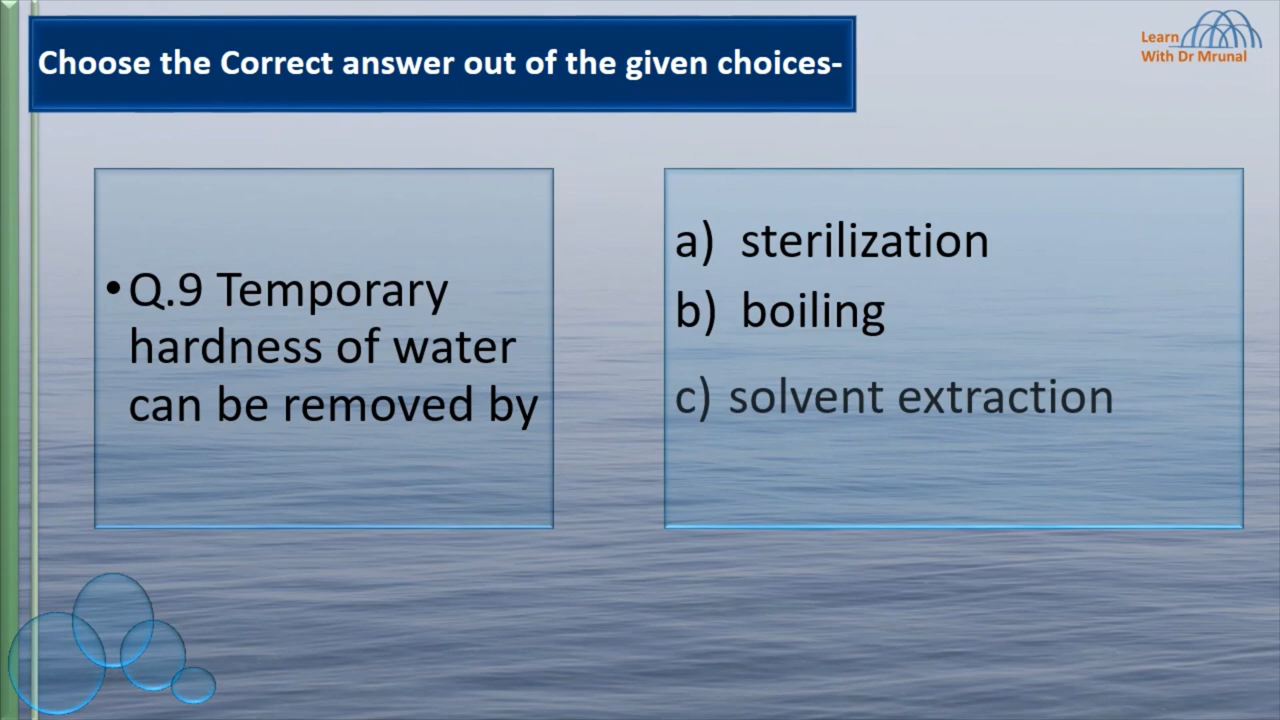 Choose the Correct answer out of the given choices-
Learn
With Dr Mrunal
•Q.9 Temporary
hardness of water
can be removed by
a) sterilization
b) boiling
c) solvent extraction